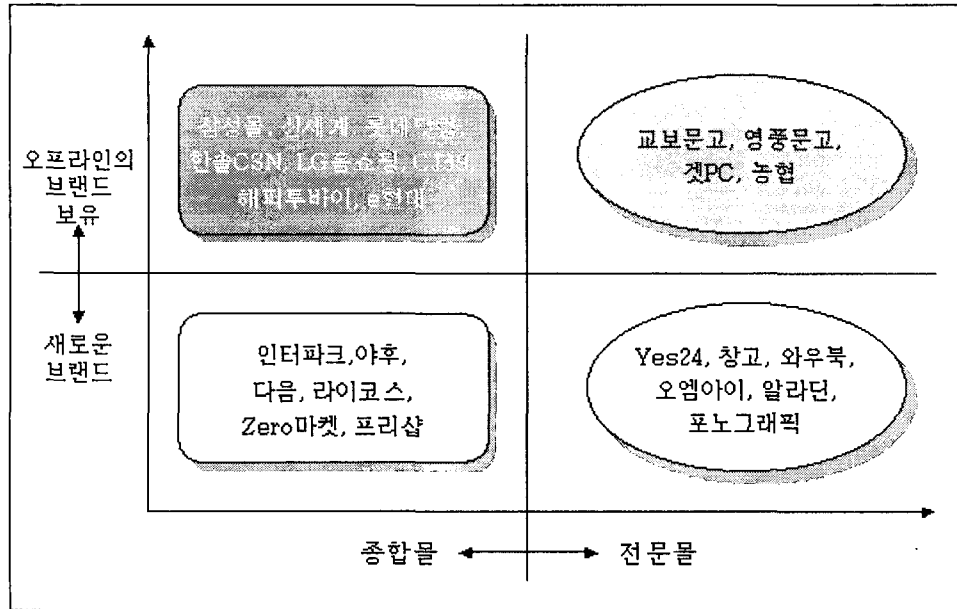 오프라인의
브랜드
보유
새로운
브랜드
삼성몰, 신세계, 롯데닷컴,
한솔CSN, LG홈쇼핑,
해피투바이,
교보문고, 영풍문고,
겟PC, 농협
인터파크,야후,
다음, 라이코스,
Zero마켓, 프리샵
Yes24, 창고, 와우북,
오엠아이, 알라딘,
포노그래픽
종합몰
전문몰